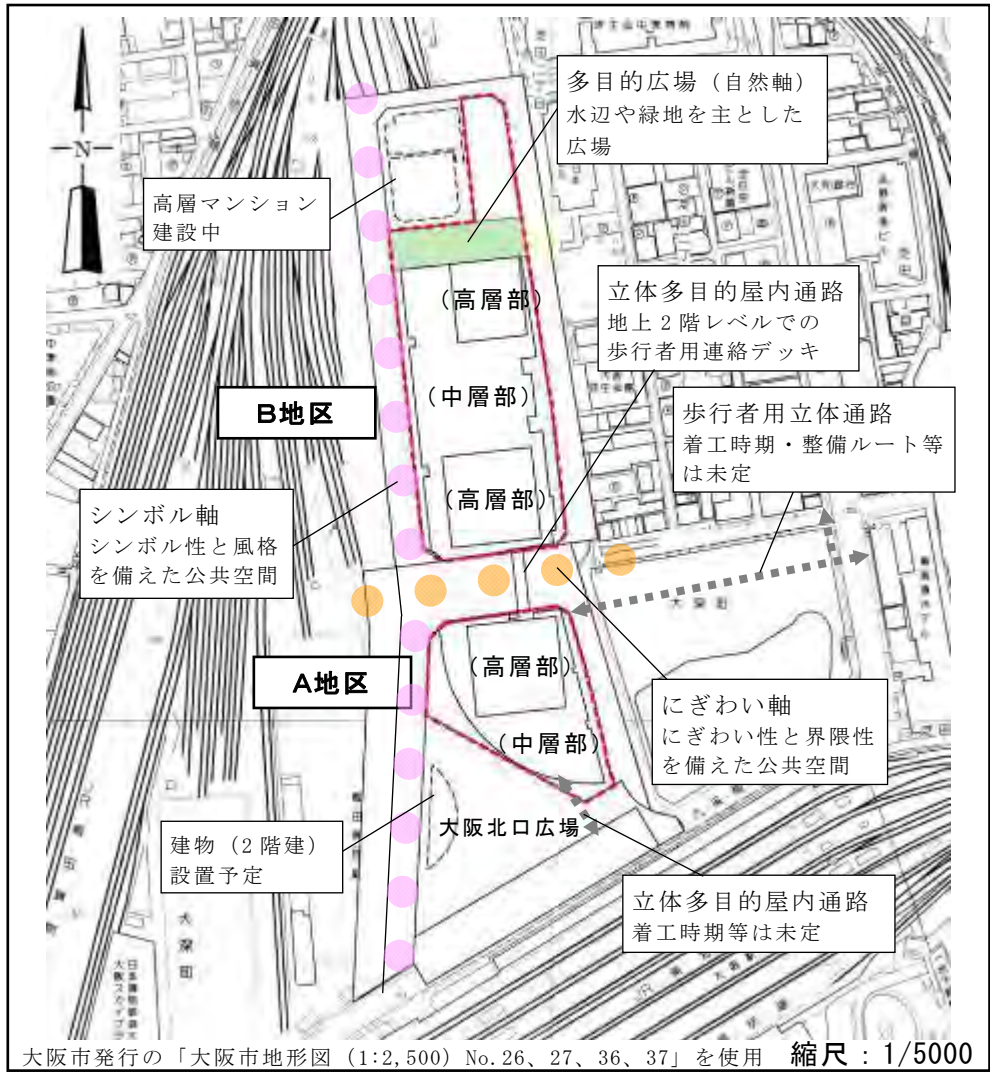 多目的広場（自然軸）
水辺や緑地を主とした
広場
N
高層マンション
建設中
（高層部）
立体多目的屋内通路
地上２階レベルでの
歩行者用連絡デッキ
（中層部）
B地区
歩行者用立体通路
着工時期・整備ルート等
は未定
（高層部）
シンボル軸
シンボル性と風格
を備えた公共空間
大深町
（高層部）
A地区
にぎわい軸
にぎわい性と界隈性
を備えた公共空間
（中層部）
大阪北口広場
建物（2階建）
設置予定
立体多目的屋内通路
着工時期等は未定
大深町
大阪市発行の「大阪市地形図（1:2,500）No.26、27、36、37」を使用 縮尺：1/5000